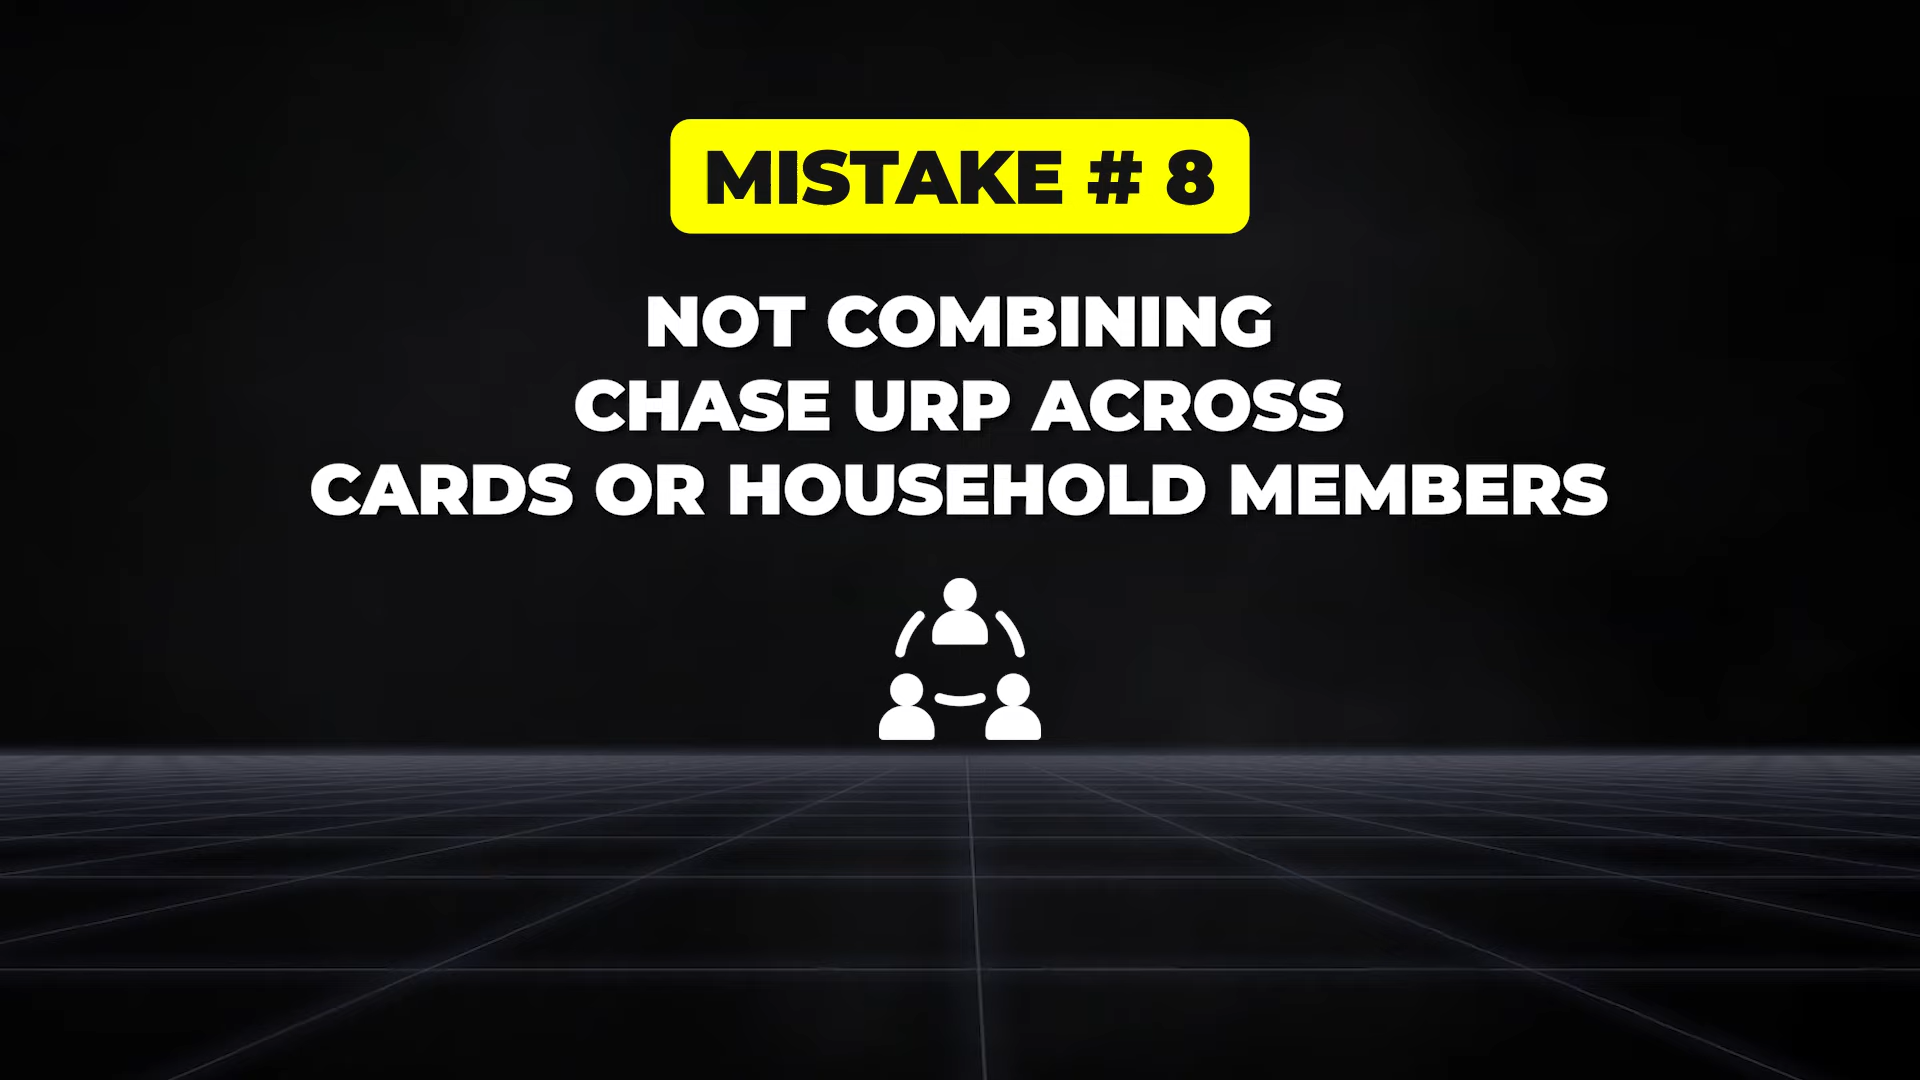 MISTAKE # 8
NOT COMBINING
CHASE URP ACROSS
CARDS OR HOUSEHOLD MEMBERS